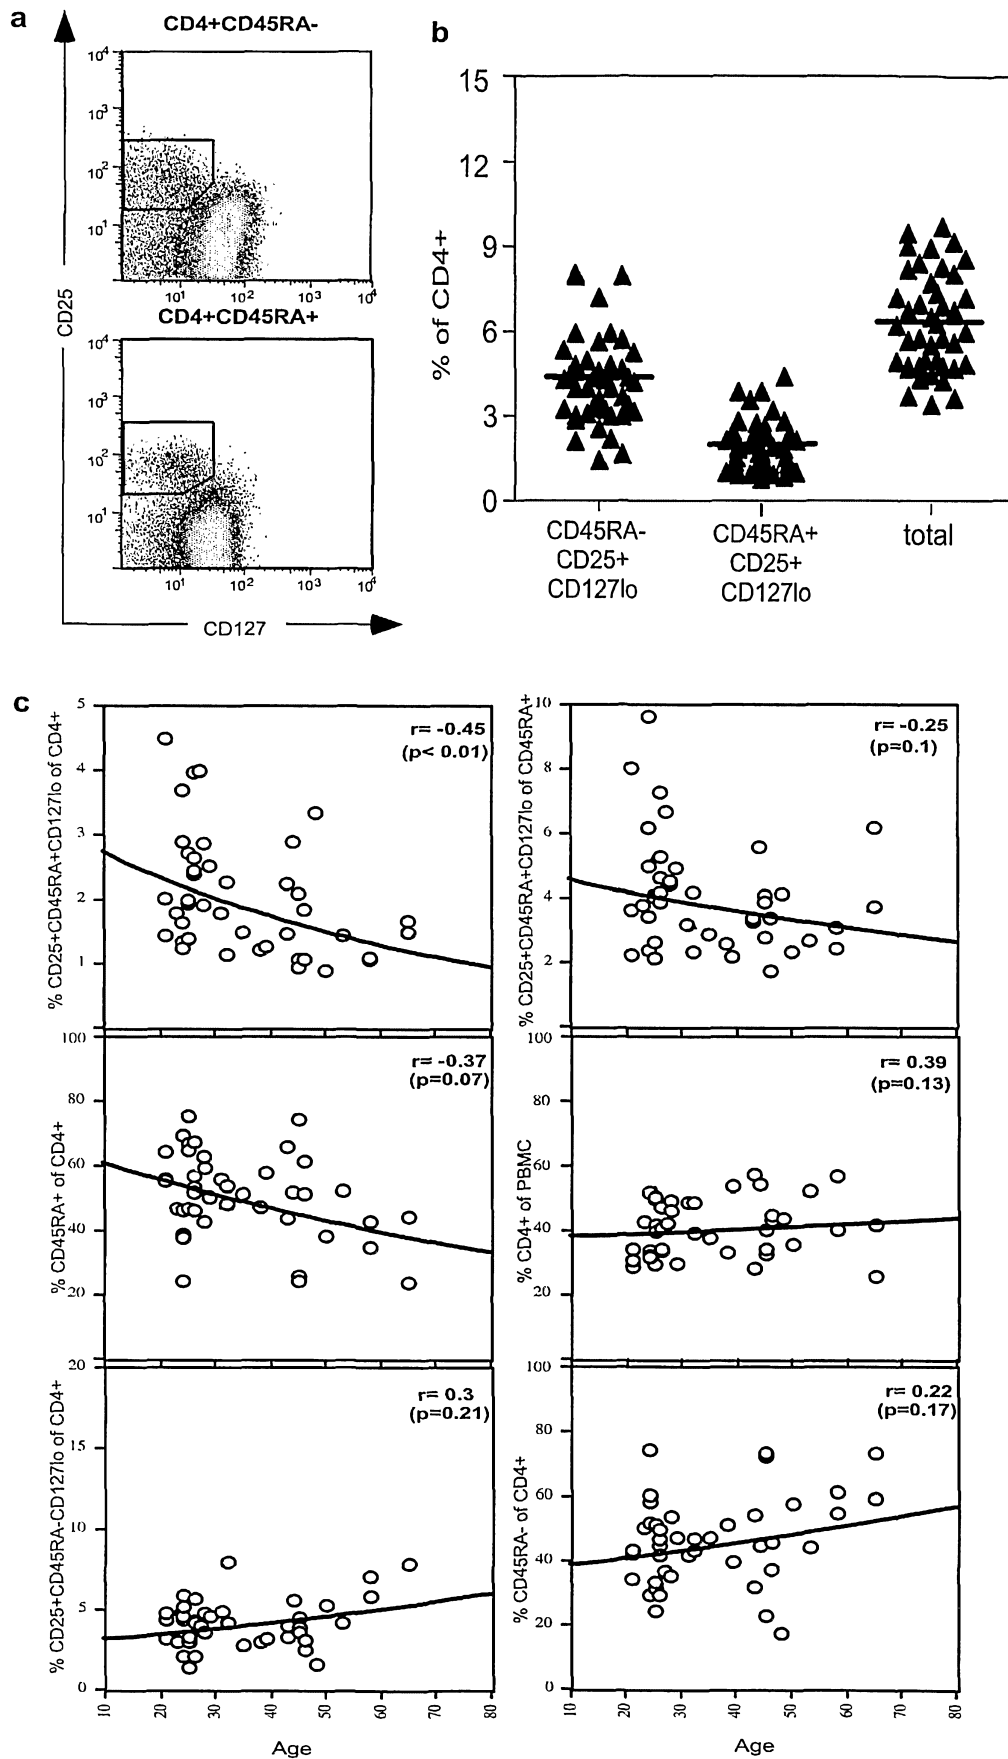 a
CD4+CD45RA-
10⁴
10³
10²
10¹
10¹ 10² 10³ 10⁴
CD4+CD45RA+
10⁴
10³
10²
10¹
10¹ 10² 10³ 10⁴
CD25
CD127
b
% of CD4+
15
12
9
6
3
0
CD45RA-
CD25+
CD127lo
CD45RA+
CD25+
CD127lo
total
c
% CD25+CD45RA+CD127lo of CD4+
5
4
3
2
1
r= -0.45
(p< 0.01)
% CD25+CD45RA+CD127lo of CD45RA+
10
8
6
4
2
r= -0.25
(p=0.1)
% CD45RA+ of CD4+
100
80
60
40
20
r= -0.37
(p=0.07)
% CD4+ of PBMC
100
80
60
40
20
r= 0.39
(p=0.13)
% CD25+CD45RA-CD127lo of CD4+
20
15
10
5
0
r= 0.3
(p=0.21)
10 20 30 40 50 60 70 80
Age
% CD45RA- of CD4+
100
80
60
40
20
0
r= 0.22
(p=0.17)
10 20 30 40 50 60 70 80
Age